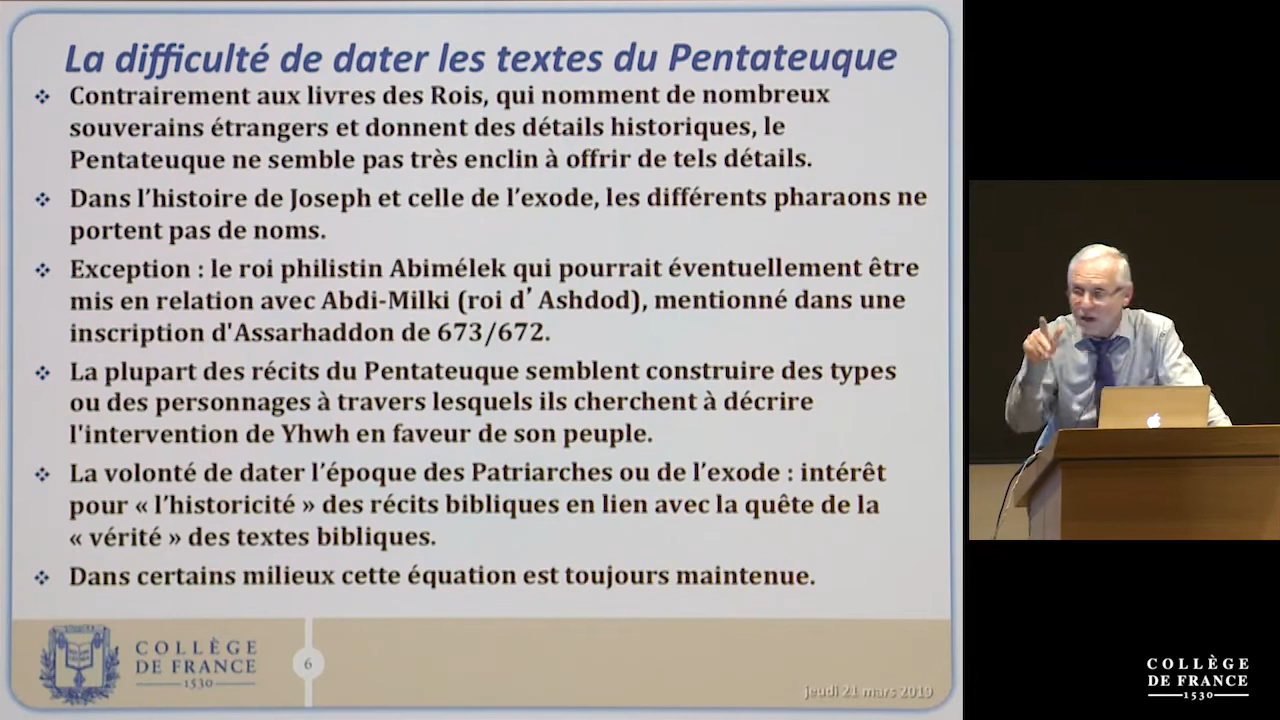 La difficulté de dater les textes du Pentateuque
❖ Contrairement aux livres des Rois, qui nomment de nombreux
souverains étrangers et donnent des détails historiques, le
Pentateuque ne semble pas très enclin à offrir de tels détails.
❖ Dans l’histoire de Joseph et celle de l’exode, les différents pharaons ne
portent pas de noms.
❖ Exception : le roi philistin Abimélek qui pourrait éventuellement être
mis en relation avec Abdi-Milki (roi d’ Ashdod), mentionné dans une
inscription d'Assarhaddon de 673/672.
❖ La plupart des récits du Pentateuque semblent construire des types
ou des personnages à travers lesquels ils cherchent à décrire
l'intervention de Yhwh en faveur de son peuple.
❖ La volonté de dater l’époque des Patriarches ou de l’exode : intérêt
pour « l’historicité » des récits bibliques en lien avec la quête de la
« vérité » des textes bibliques.
❖ Dans certains milieux cette équation est toujours maintenue.
COLLÈGE
DE FRANCE
1530
6
jeudi 21 mars 2019
COLLÈGE
DE FRANCE
1530